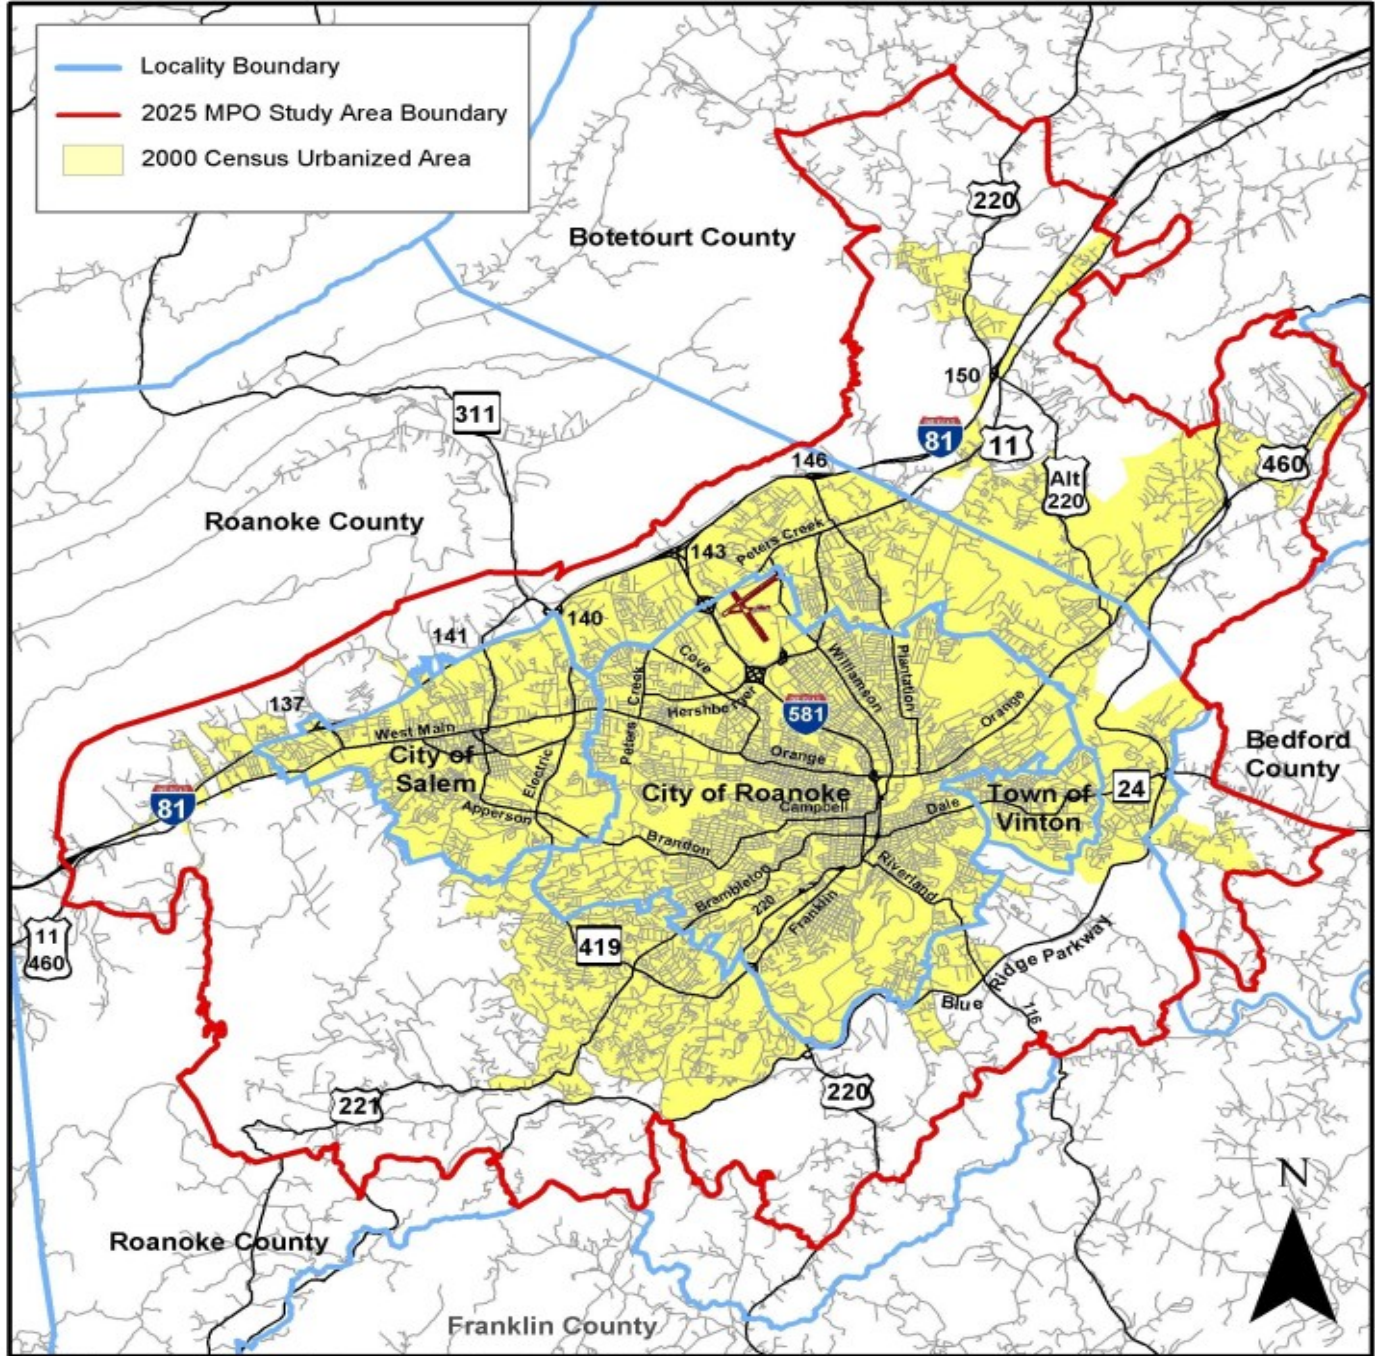 Locality Boundary
2025 MPO Study Area Boundary
2000 Census Urbanized Area
220
Botetourt County
150
311
81
11
146
460
Alt
220
Roanoke County
Peters Creek
143
140
141
Cove
Williamson
Plantation
Peters Creek
137
Hershberger
581
Orange
West Main
City of
Salem
Electric
Orange
Bedford
County
81
City of Roanoke
Campbell
Town of
Vinton
24
Apperson
Dale
Brandon
Riverland
Brambleton
220
Franklin
11
460
419
Blue Ridge Parkway
116
221
220
N
Roanoke County
Franklin County